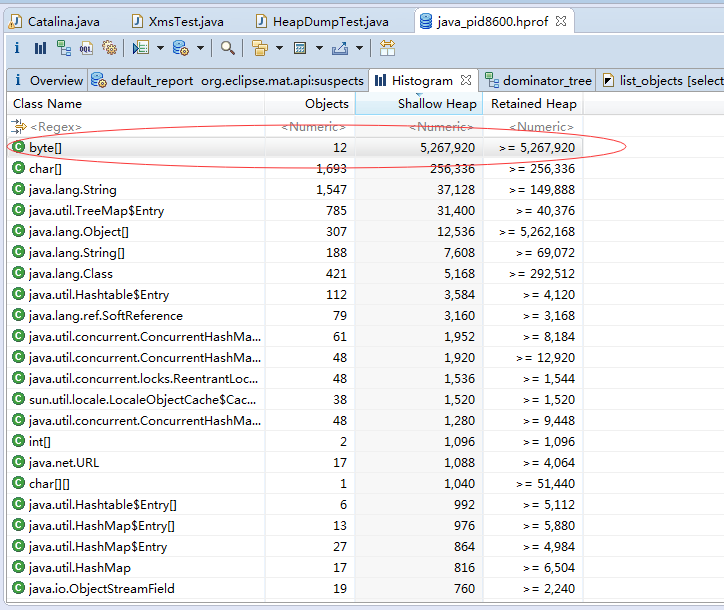 Catalina.java XmsTest.java HeapDumpTest.java java_pid8600.hprof
i OQL
i Overview default_report org.eclipse.mat.api:suspects Histogram dominator_tree list_objects [select
Class Name Objects Shallow Heap Retained Heap
<Regex> <Numeric> <Numeric> <Numeric>
byte[] 12 5,267,920 >= 5,267,920
char[] 1,693 256,336 >= 256,336
java.lang.String 1,547 37,128 >= 149,888
java.util.TreeMap$Entry 785 31,400 >= 40,376
java.lang.Object[] 307 12,536 >= 5,262,168
java.lang.String[] 188 7,608 >= 69,072
java.lang.Class 421 5,168 >= 292,512
java.util.Hashtable$Entry 112 3,584 >= 4,120
java.lang.ref.SoftReference 79 3,160 >= 3,168
java.util.concurrent.ConcurrentHashMa... 61 1,952 >= 8,184
java.util.concurrent.ConcurrentHashMa... 48 1,920 >= 12,920
java.util.concurrent.locks.ReentrantLoc... 48 1,536 >= 1,544
sun.util.locale.LocaleObjectCache$Cac... 38 1,520 >= 1,520
java.util.concurrent.ConcurrentHashMa... 48 1,280 >= 9,448
int[] 2 1,096 >= 1,096
java.net.URL 17 1,088 >= 4,064
char[][] 1 1,040 >= 51,440
java.util.Hashtable$Entry[] 6 992 >= 5,112
java.util.HashMap$Entry[] 13 976 >= 5,880
java.util.HashMap$Entry 27 864 >= 4,984
java.util.HashMap 17 816 >= 6,504
java.io.ObjectStreamField 19 760 >= 2,240